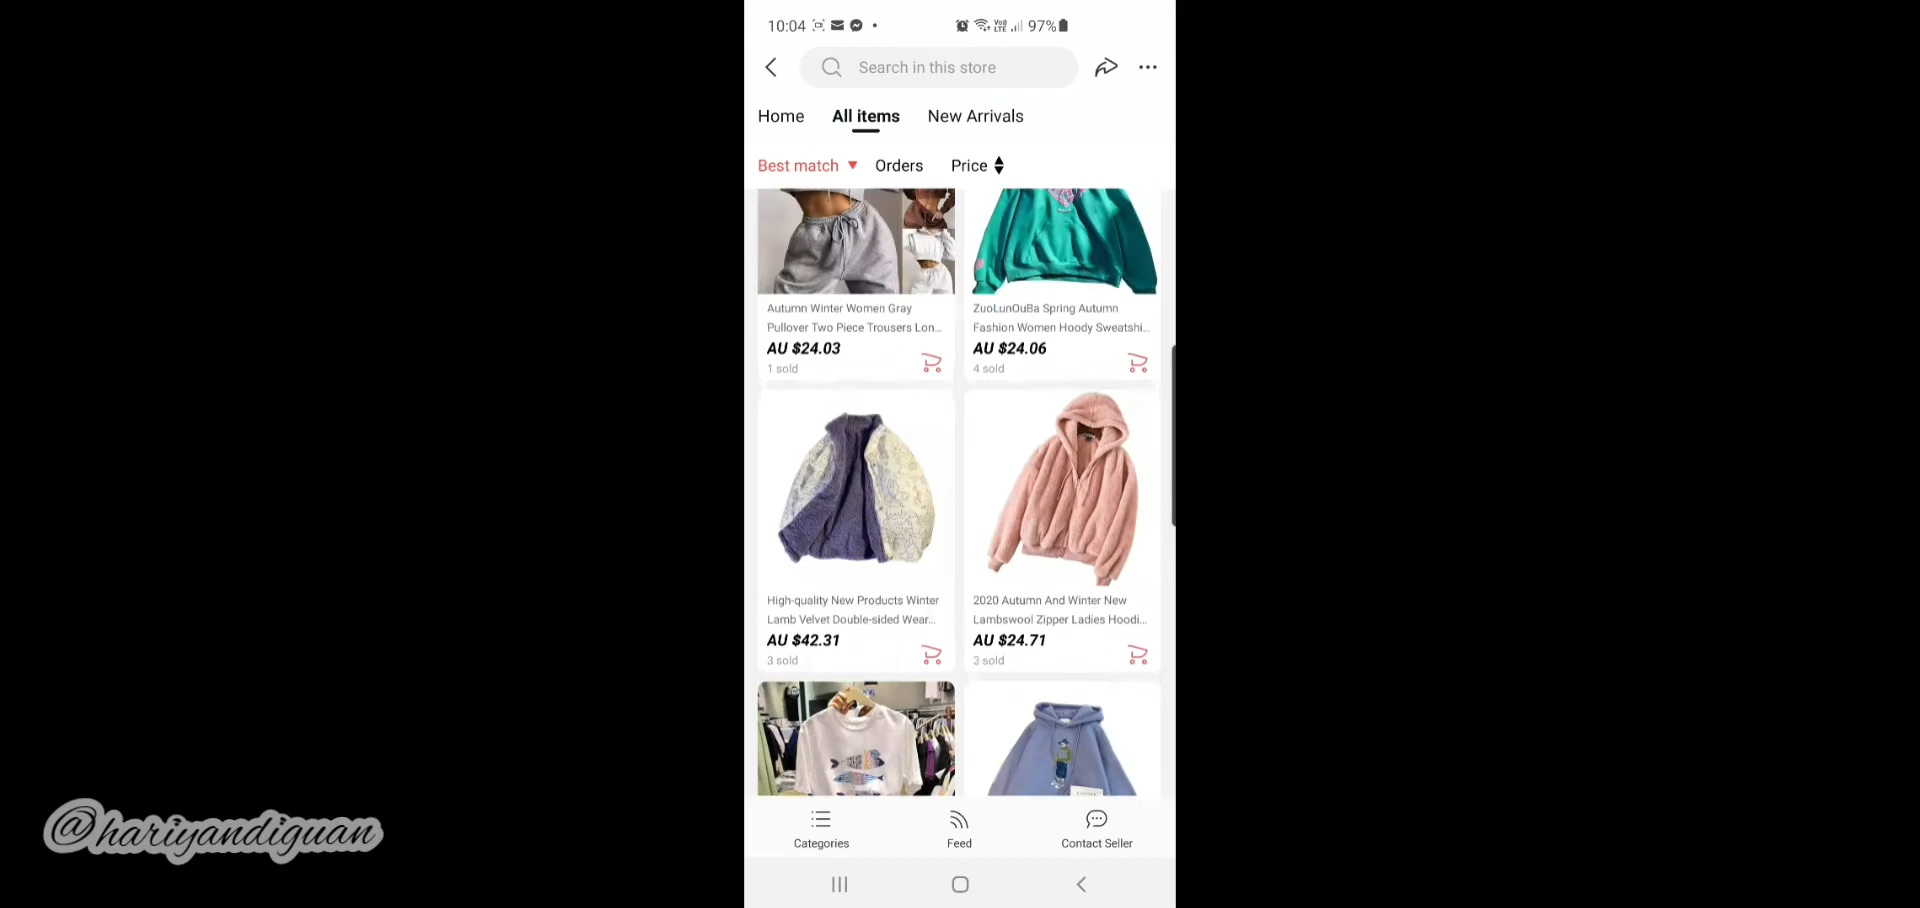 10:04
Vo))
LTE
97%
Search in this store
Home All items New Arrivals
Best match Orders Price
Autumn Winter Women Gray
Pullover Two Piece Trousers Lon...
AU $24.03
1 sold
ZuoLunOuBa Spring Autumn
Fashion Women Hoody Sweatshi...
AU $24.06
4 sold
High-quality New Products Winter
Lamb Velvet Double-sided Wear...
AU $42.31
3 sold
2020 Autumn And Winter New
Lambswool Zipper Ladies Hoodi...
AU $24.71
3 sold
Categories
Feed
Contact Seller
@hariyandiguan